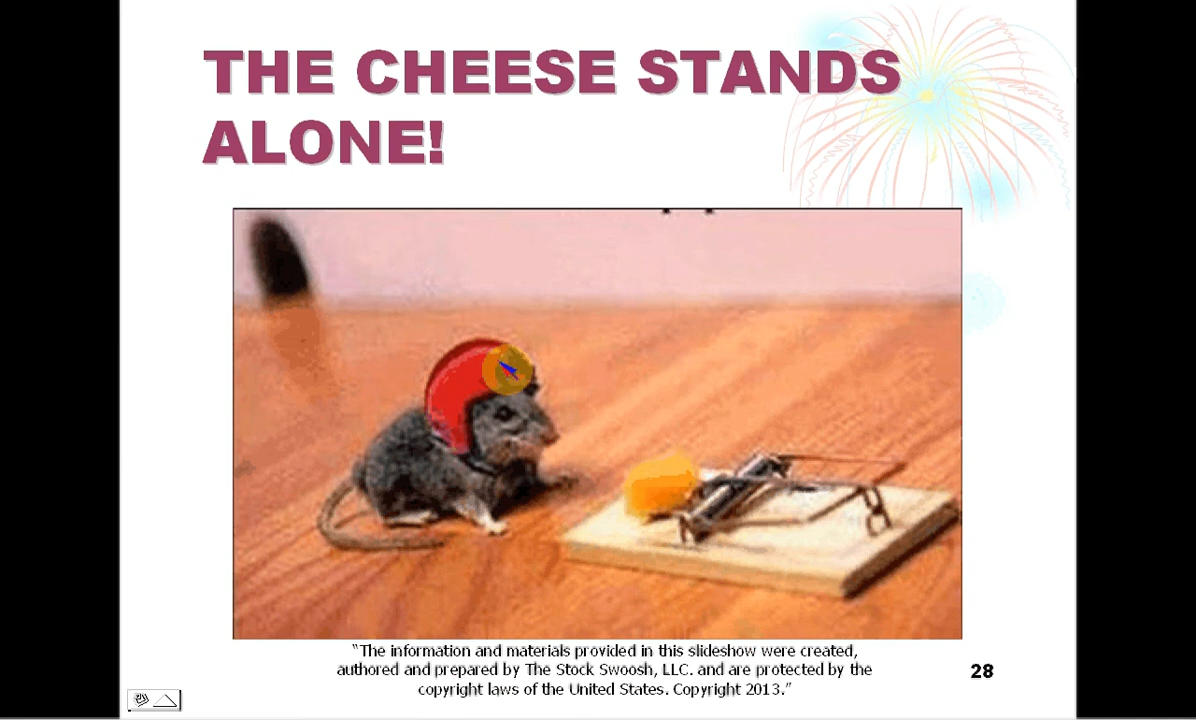 THE CHEESE STANDS
ALONE!
“The information and materials provided in this slideshow were created,
authored and prepared by The Stock Swoosh, LLC. and are protected by the
copyright laws of the United States. Copyright 2013.”
28